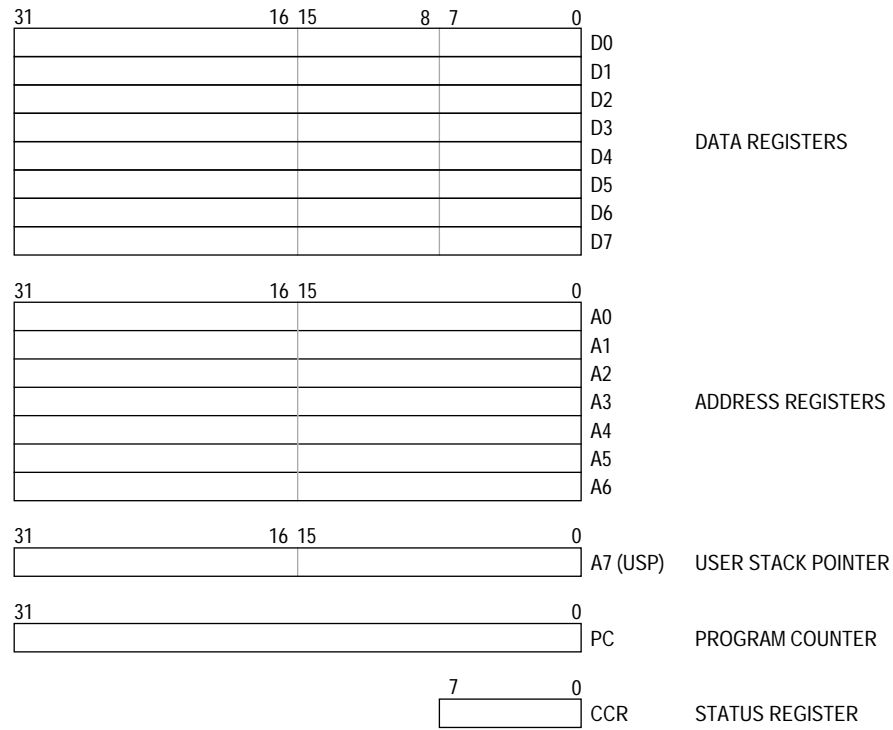 31 16 15 8 7 0
D0
D1
D2
D3
DATA REGISTERS
D4
D5
D6
D7
31 16 15 0
A0
A1
A2
A3 ADDRESS REGISTERS
A4
A5
A6
31 16 15 0
A7 (USP) USER STACK POINTER
31 0
PC PROGRAM COUNTER
7 0
CCR STATUS REGISTER